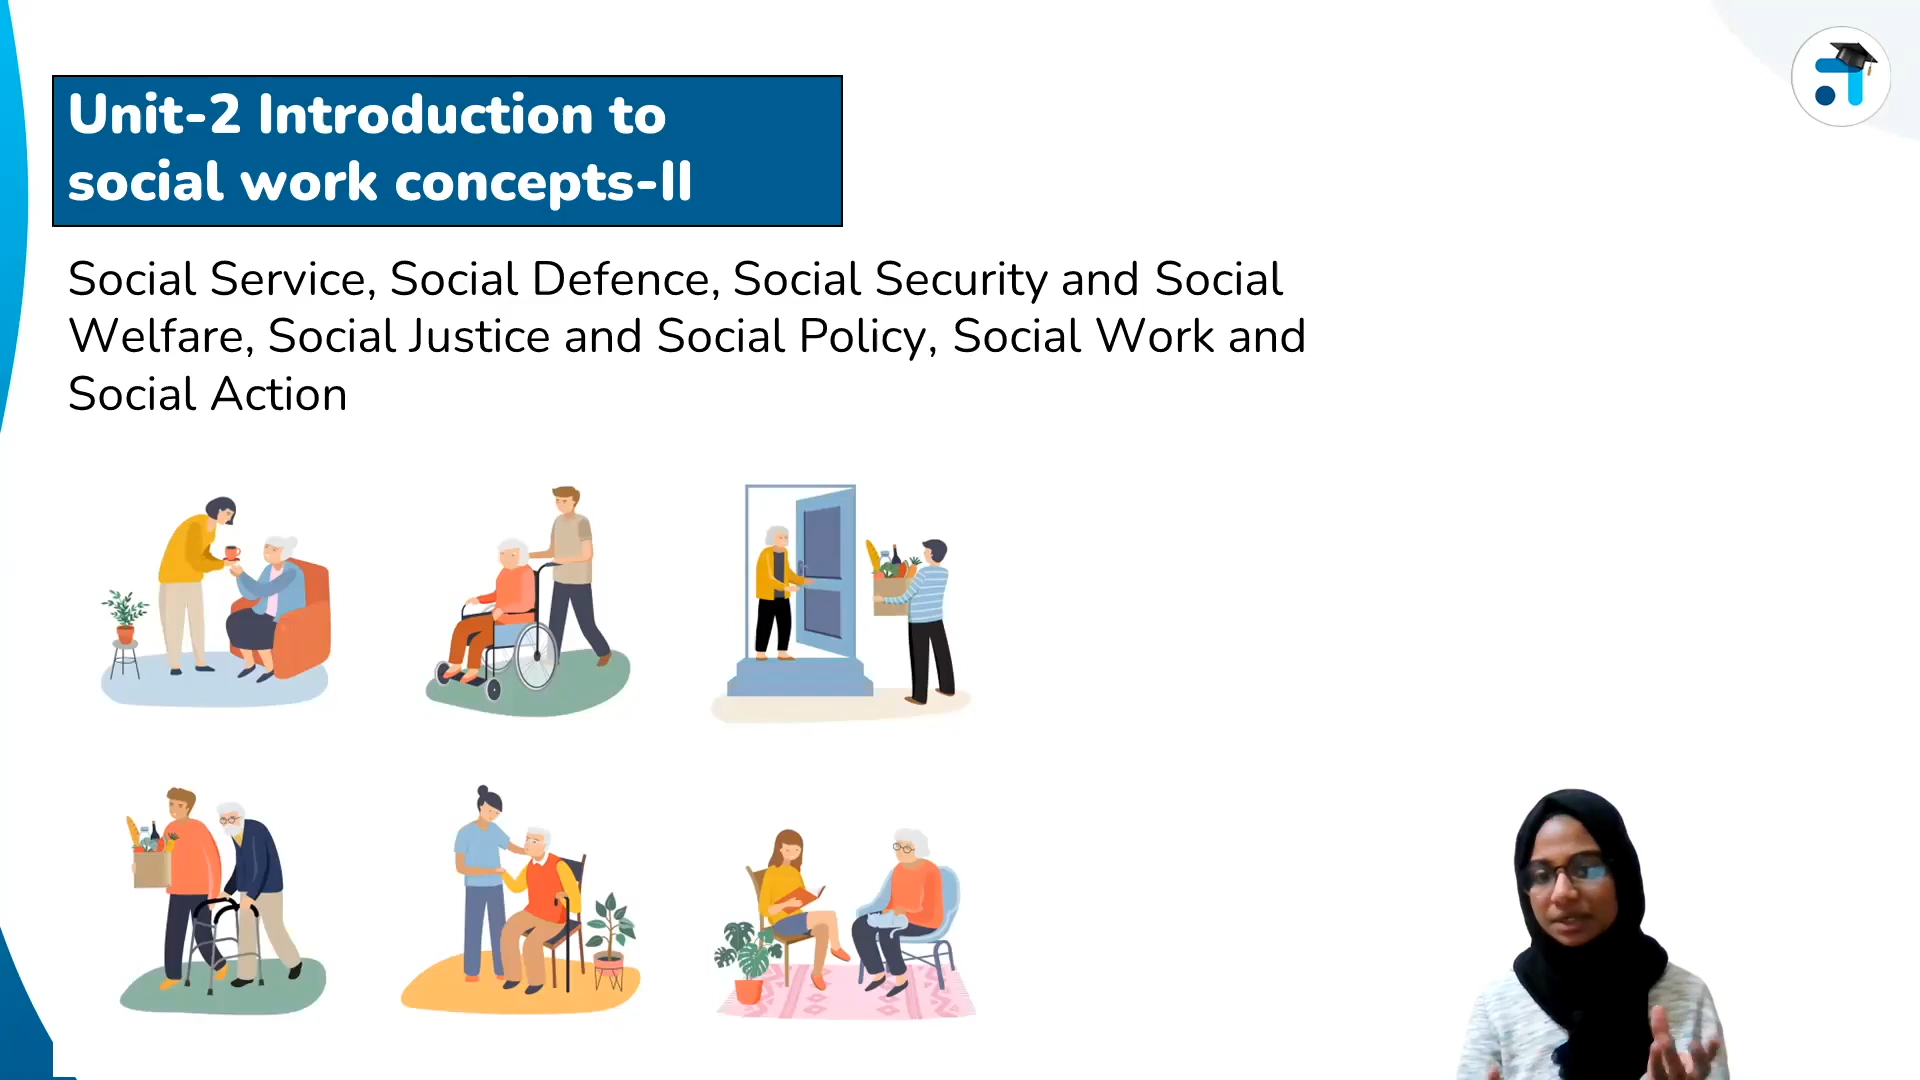 Unit-2 Introduction to
social work concepts-II
Social Service, Social Defence, Social Security and Social
Welfare, Social Justice and Social Policy, Social Work and
Social Action